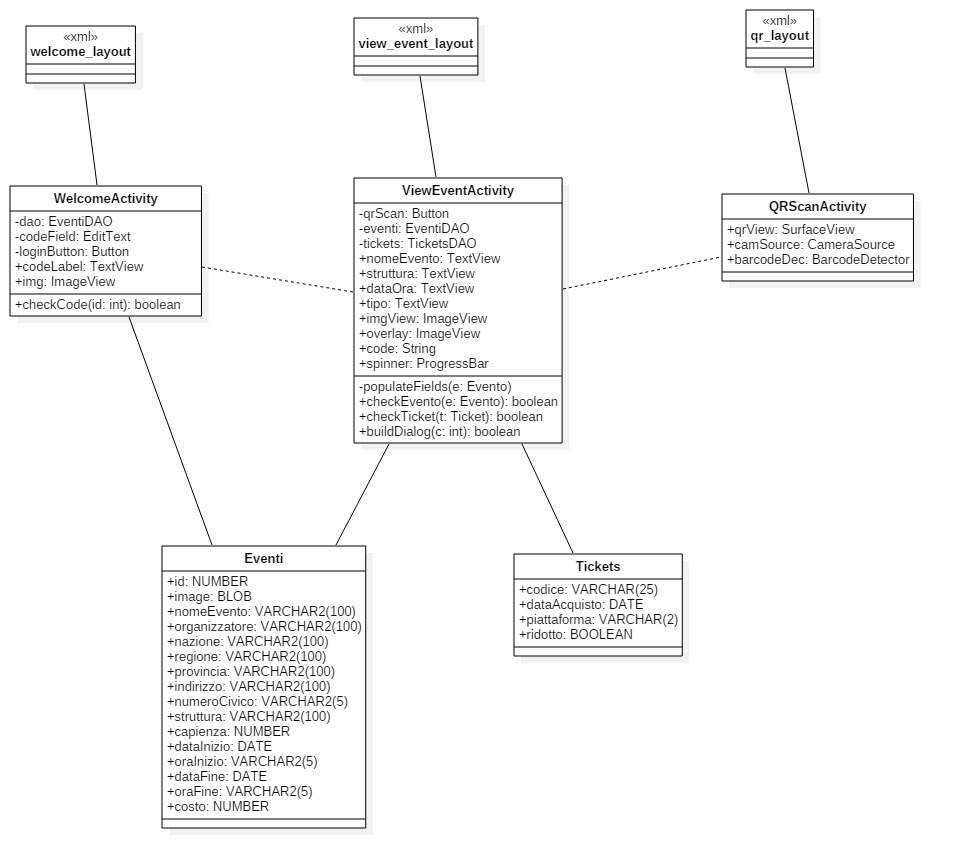 «xml»
welcome_layout
«xml»
view_event_layout
«xml»
qr_layout
WelcomeActivity
-dao: EventiDAO
-codeField: EditText
-loginButton: Button
+codeLabel: TextView
+img: ImageView
+checkCode(id: int): boolean
ViewEventActivity
-qrScan: Button
-eventi: EventiDAO
-tickets: TicketsDAO
+nomeEvento: TextView
+struttura: TextView
+dataOra: TextView
+tipo: TextView
+imgView: ImageView
+overlay: ImageView
+code: String
+spinner: ProgressBar
-populateFields(e: Evento)
+checkEvento(e: Evento): boolean
+checkTicket(t: Ticket): boolean
+buildDialog(c: int): boolean
QRScanActivity
+qrView: SurfaceView
+camSource: CameraSource
+barcodeDec: BarcodeDetector
Eventi
+id: NUMBER
+image: BLOB
+nomeEvento: VARCHAR2(100)
+organizzatore: VARCHAR2(100)
+nazione: VARCHAR2(100)
+regione: VARCHAR2(100)
+provincia: VARCHAR2(100)
+indirizzo: VARCHAR2(100)
+numeroCivico: VARCHAR2(5)
+struttura: VARCHAR2(100)
+capienza: NUMBER
+dataInizio: DATE
+oraInizio: VARCHAR2(5)
+dataFine: DATE
+oraFine: VARCHAR2(5)
+costo: NUMBER
Tickets
+codice: VARCHAR(25)
+dataAcquisto: DATE
+piattaforma: VARCHAR(2)
+ridotto: BOOLEAN